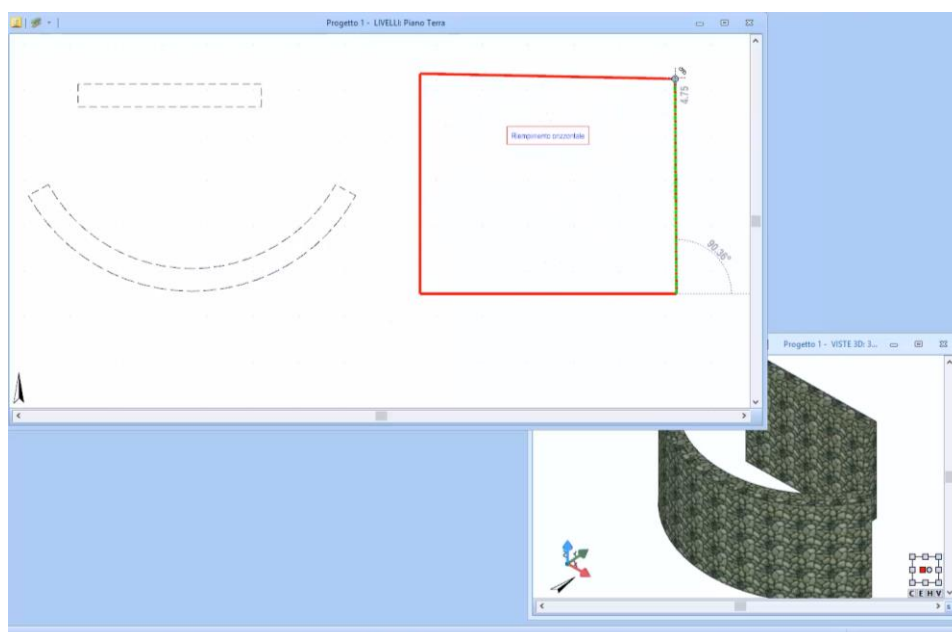 Progetto 1 - LIVELLI: Piano Terra
4.75
Riempimento orizzontale
90.36°
Progetto 1 - VISTE 3D: 3...
C E H V